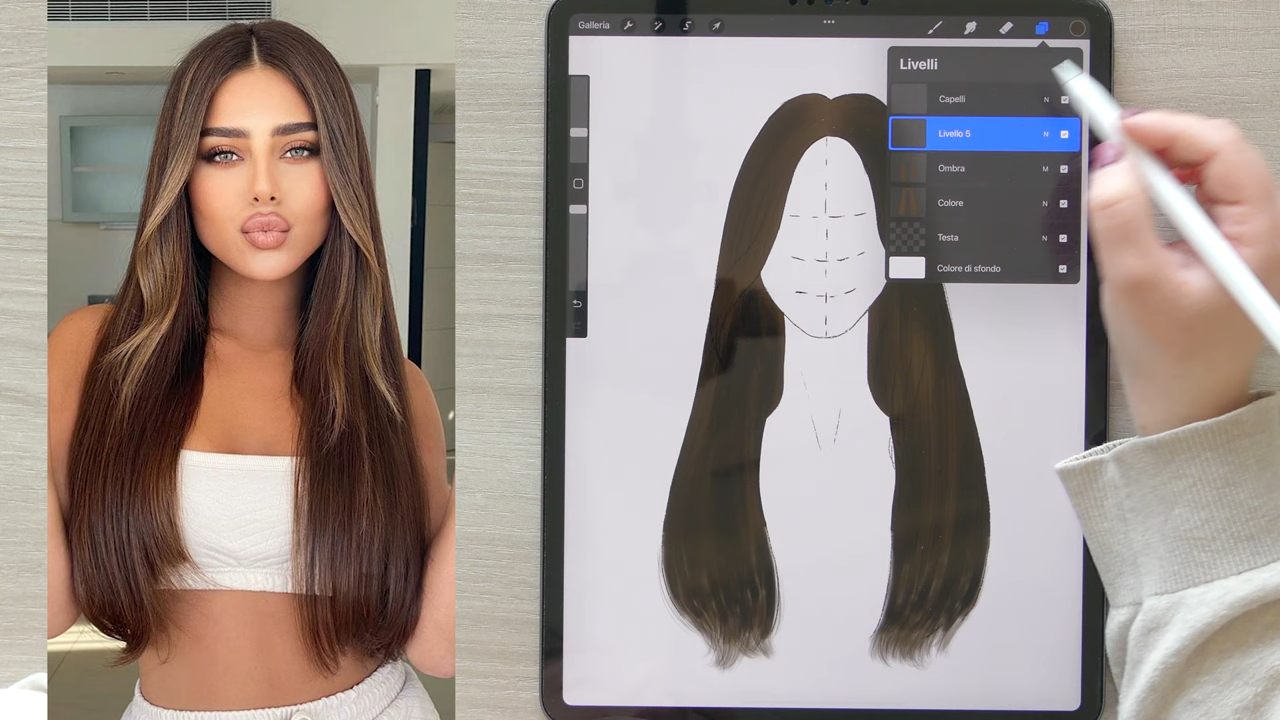 Galleria
Livelli
Capelli N
Livello 5 N
Ombra M
Colore N
Testa N
Colore di sfondo